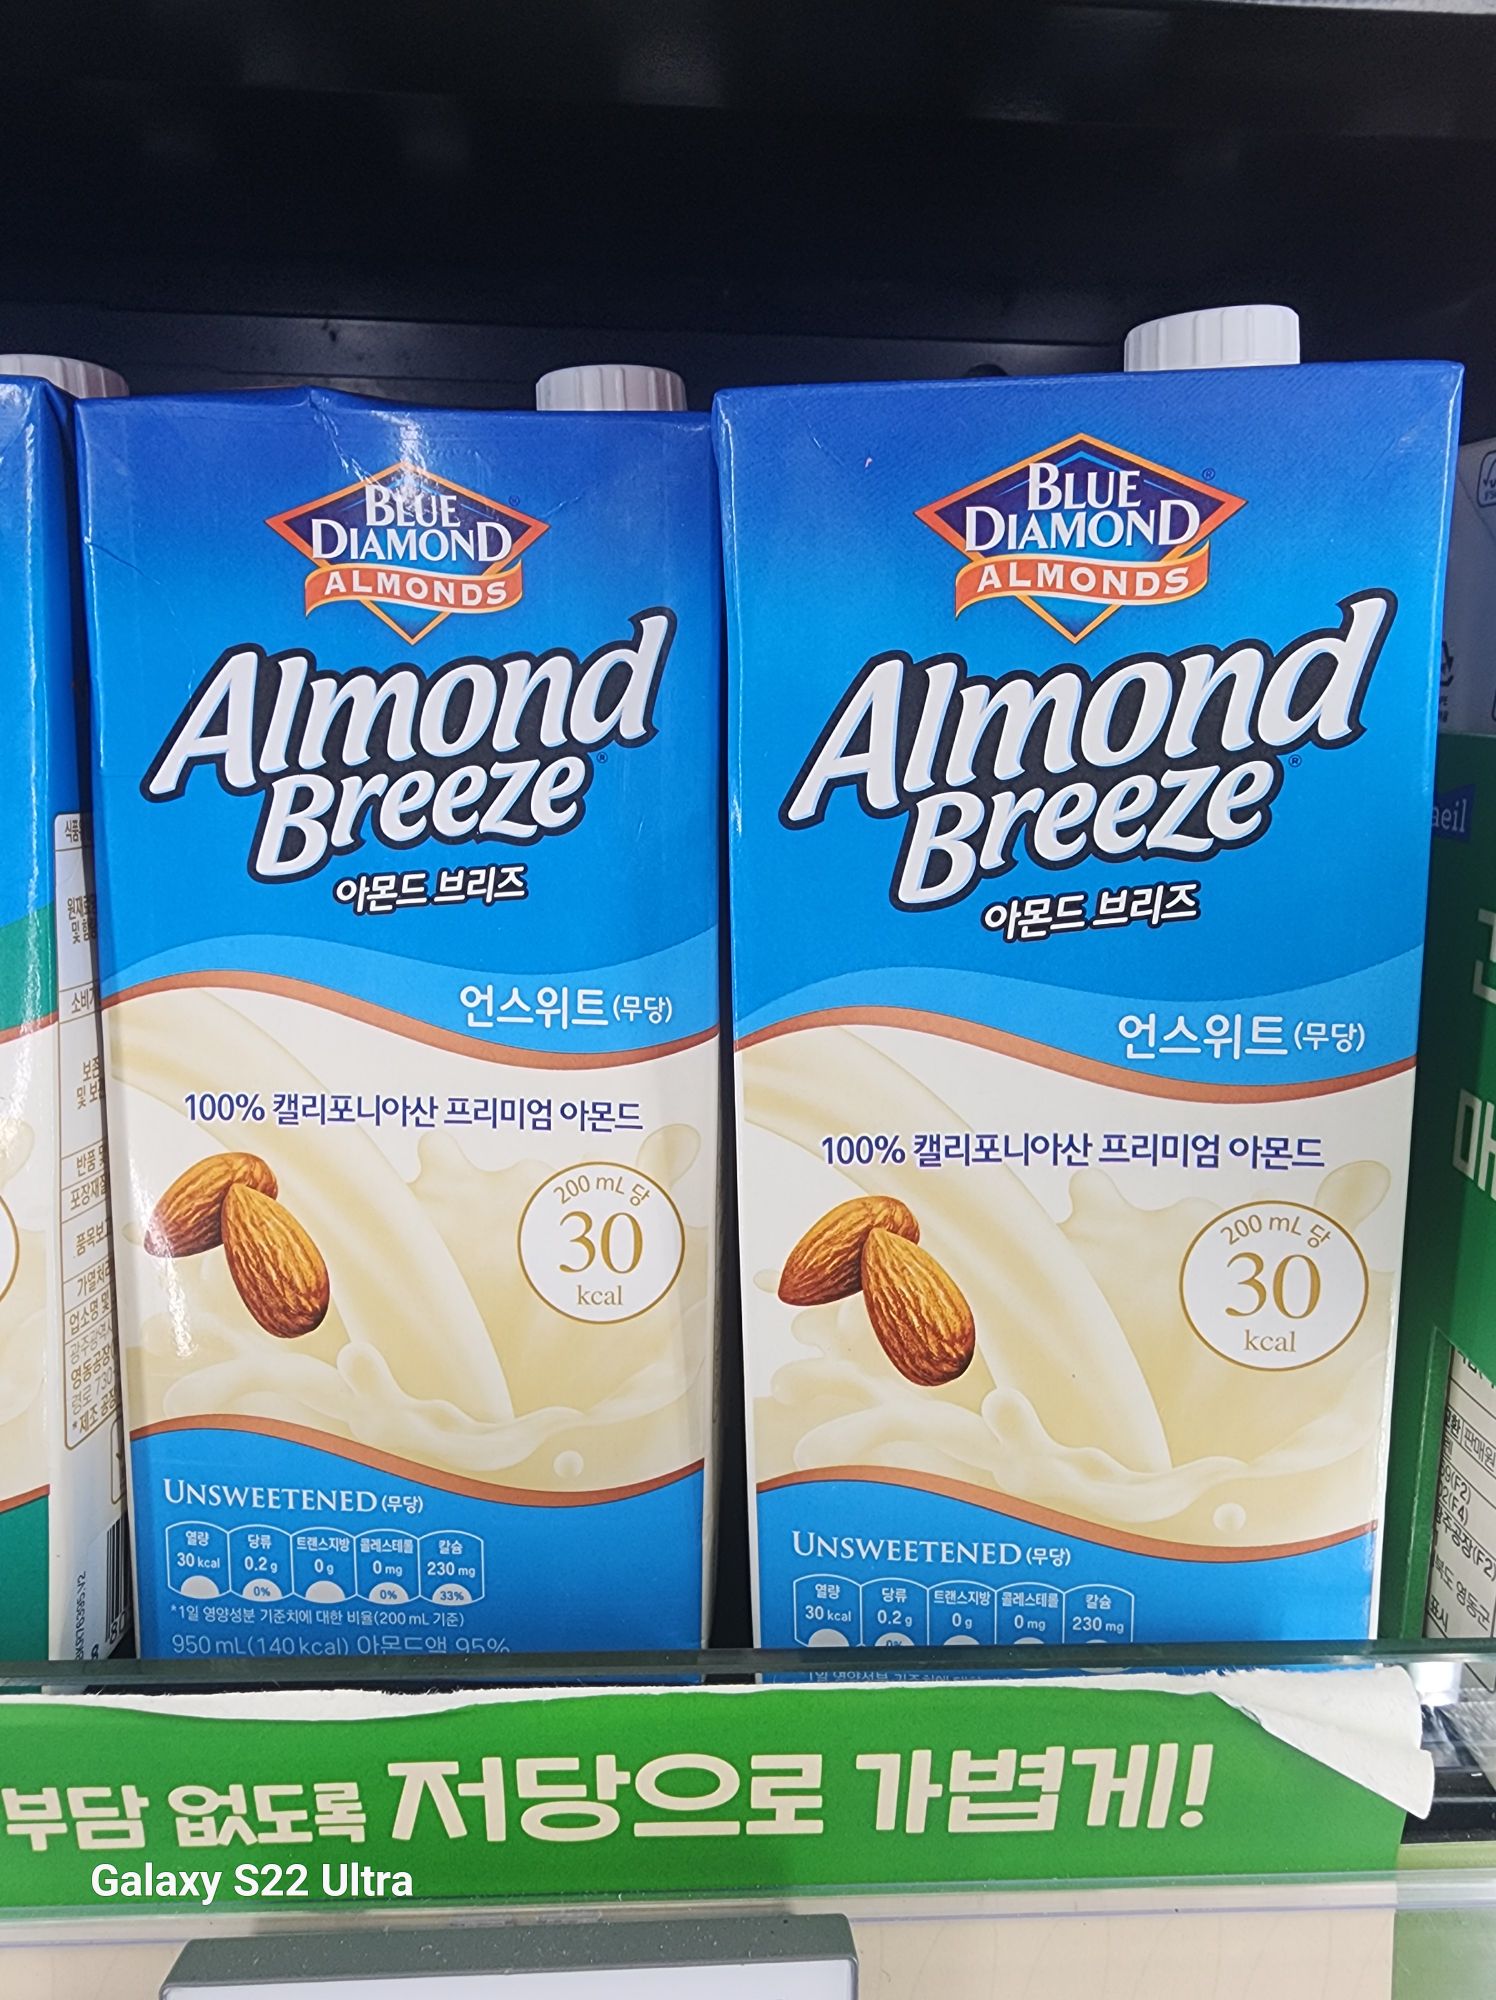 BLUE
DIAMOND
ALMONDS
Almond
Breeze
아몬드 브리즈
언스위트(무당)
100% 캘리포니아산 프리미엄 아몬드
200 mL 당
30
kcal
UNSWEETENED(무당)
열량 당류 트랜스지방 콜레스테롤 칼슘
30 kcal 0.2 g 0 g 0 mg 230 mg
0% 0% 33%
*1일 영양성분 기준치에 대한 비율(200 mL 기준)
950 mL(140 kcal) 아몬드액 95%
BLUE
DIAMOND
ALMONDS
Almond
Breeze
아몬드 브리즈
언스위트(무당)
100% 캘리포니아산 프리미엄 아몬드
200 mL 당
30
kcal
UNSWEETENED(무당)
열량 당류 트랜스지방 콜레스테롤 칼슘
30 kcal 0.2 g 0 g 0 mg 230 mg
0%
부담 없도록 저당으로 가볍게!
Galaxy S22 Ultra